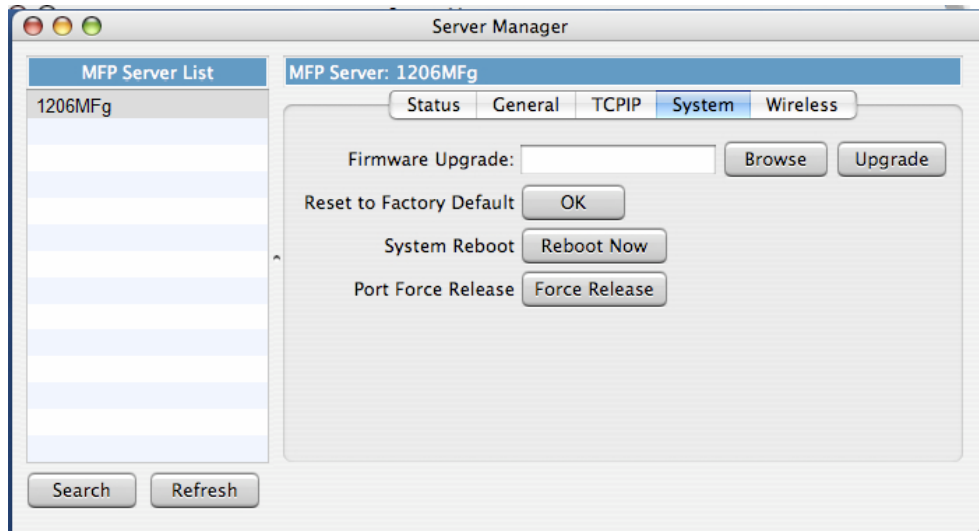 Server Manager
MFP Server List
1206MFg
MFP Server: 1206MFg
Status General TCPIP System Wireless
Firmware Upgrade: Browse Upgrade
Reset to Factory Default OK
System Reboot Reboot Now
Port Force Release Force Release
Search Refresh